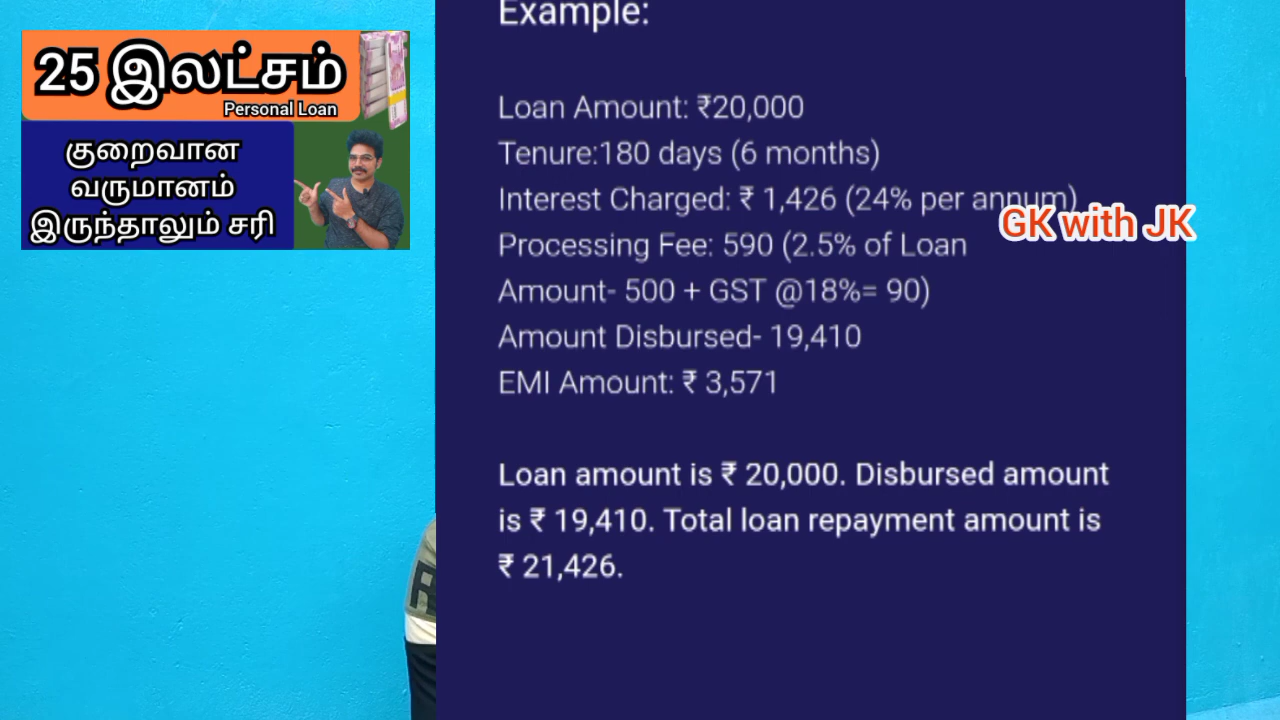 25 இலட்சம்
Personal Loan
குறைவான
வருமானம்
இருந்தாலும் சரி
Example:
Loan Amount: ₹20,000
Tenure:180 days (6 months)
Interest Charged: ₹ 1,426 (24% per annum)
GK with JK
Processing Fee: 590 (2.5% of Loan
Amount- 500 + GST @18%= 90)
Amount Disbursed- 19,410
EMI Amount: ₹ 3,571
Loan amount is ₹ 20,000. Disbursed amount
is ₹ 19,410. Total loan repayment amount is
₹ 21,426.